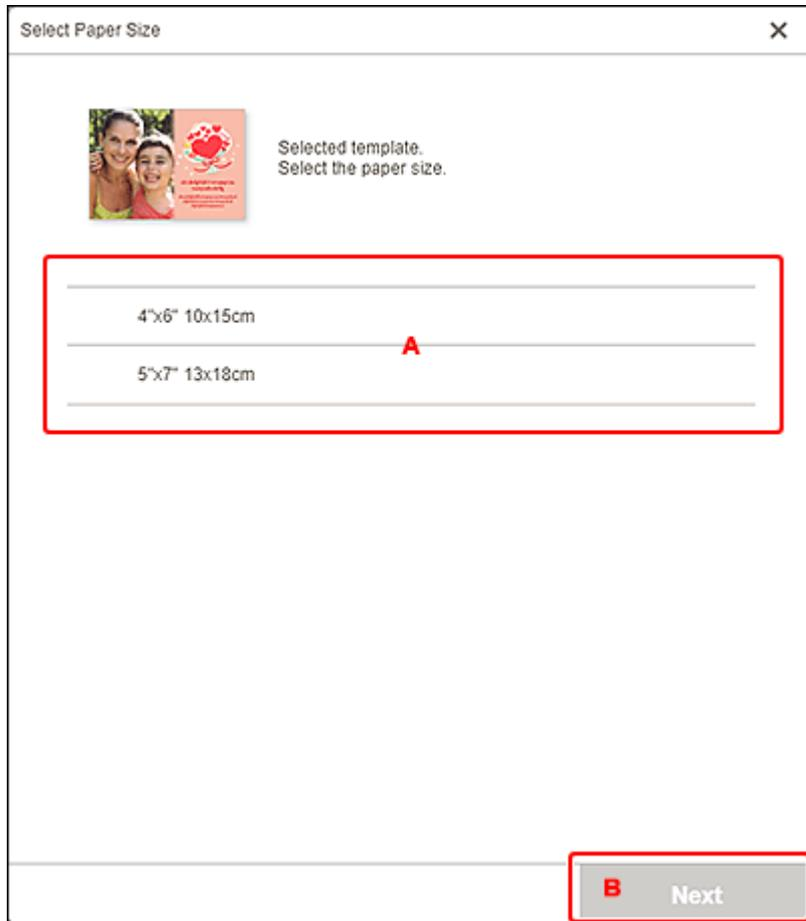 Select Paper Size
Selected template.
Select the paper size.
4"x6" 10x15cm
A
5"x7" 13x18cm
B Next